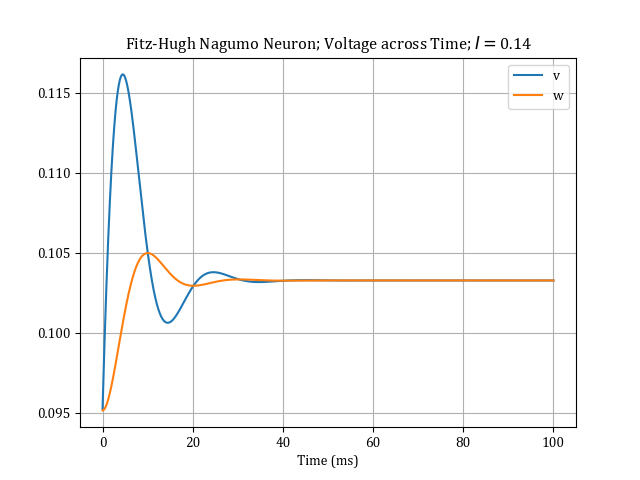 Fitz-Hugh Nagumo Neuron; Voltage across Time; I = 0.14
v
w
0.115
0.110
0.105
0.100
0.095
0 20 40 60 80 100
Time (ms)